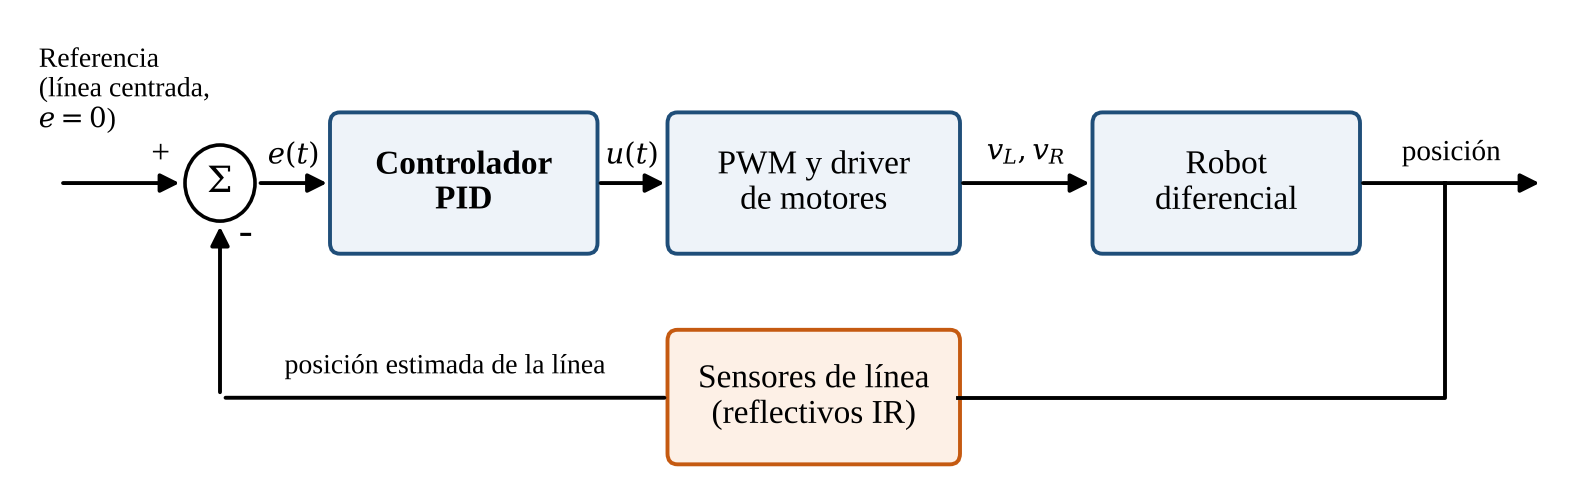 Referencia
(línea centrada,
e = 0)
+
Σ
-
e(t)
Controlador
PID
u(t)
PWM y driver
de motores
v_L, v_R
Robot
diferencial
posición
posición estimada de la línea
Sensores de línea
(reflectivos IR)